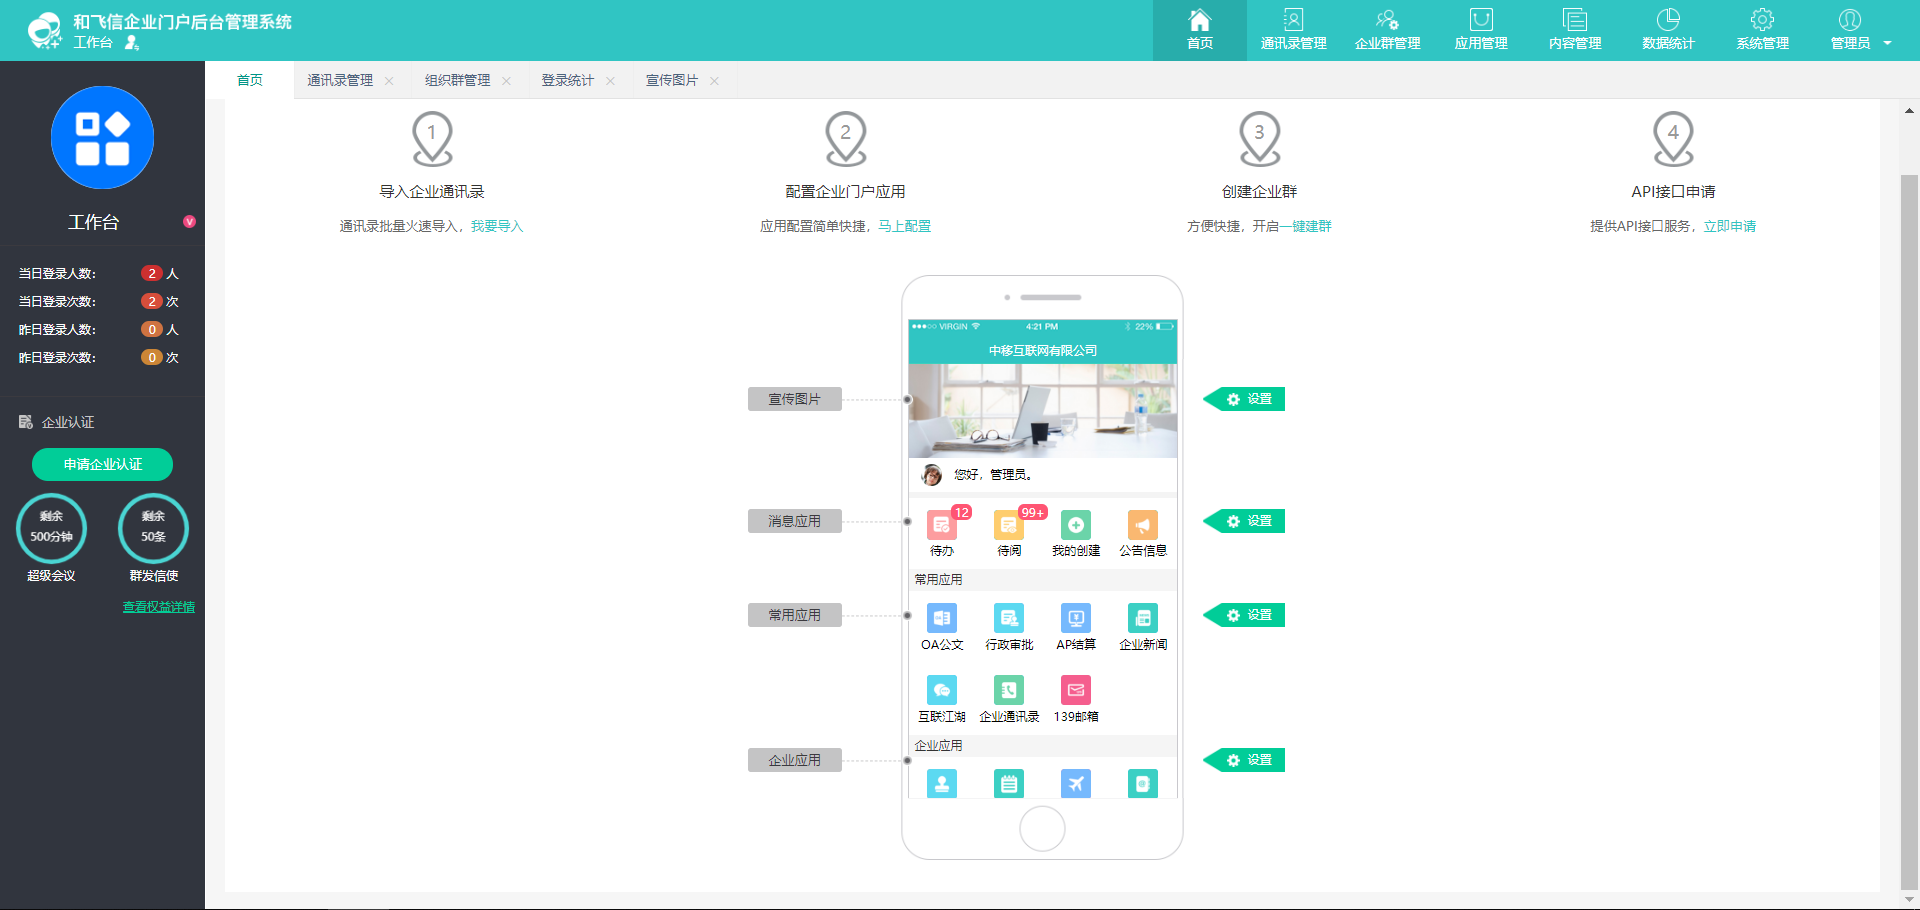 和飞信企业门户后台管理系统
工作台
首页
通讯录管理
企业群管理
应用管理
内容管理
数据统计
系统管理
管理员
首页
通讯录管理
组织群管理
登录统计
宣传图片
工作台
V
当日登录人数: 2 人
当日登录次数: 2 次
昨日登录人数: 0 人
昨日登录次数: 0 次
企业认证
申请企业认证
剩余
500分钟
超级会议
剩余
50条
群发信使
查看权益详情
1
导入企业通讯录
通讯录批量火速导入，我要导入
2
配置企业门户应用
应用配置简单快捷，马上配置
3
创建企业群
方便快捷，开启一键建群
4
API接口申请
提供API接口服务，立即申请
VIRGIN 4:21 PM 22%
中移互联网有限公司
宣传图片
设置
您好，管理员。
消息应用
设置
12
99+
待办
待阅
我的创建
公告信息
常用应用
常用应用
设置
OA公文
行政审批
AP结算
企业新闻
互联江湖
企业通讯录
139邮箱
企业应用
企业应用
设置